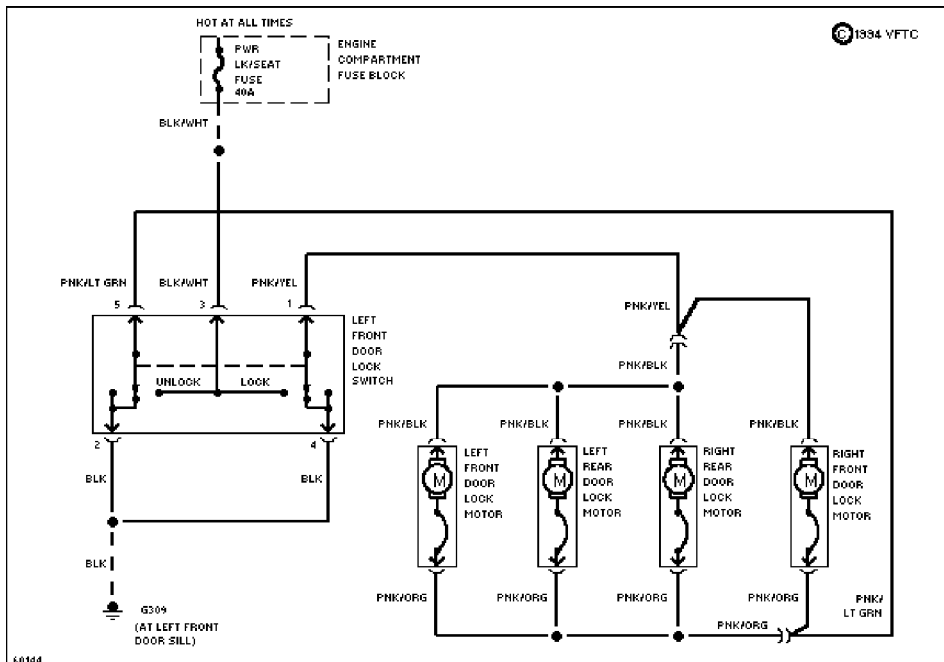 HOT AT ALL TIMES
© 1994 VFTC
PWR
LK/SEAT
FUSE
40A
ENGINE
COMPARTMENT
FUSE BLOCK
BLK/WHT
PNK/LT GRN
BLK/WHT
PNK/YEL
5
3
1
PNK/YEL
LEFT
FRONT
DOOR
LOCK
SWITCH
PNK/BLK
UNLOCK
LOCK
PNK/BLK
PNK/BLK
PNK/BLK
PNK/BLK
2
4
LEFT
FRONT
DOOR
LOCK
MOTOR
LEFT
REAR
DOOR
LOCK
MOTOR
RIGHT
REAR
DOOR
LOCK
MOTOR
RIGHT
FRONT
DOOR
LOCK
MOTOR
M
M
M
M
BLK
BLK
BLK
PNK/ORG
PNK/ORG
PNK/ORG
PNK/ORG
PNK/
LT GRN
G309
(AT LEFT FRONT
DOOR SILL)
PNK/ORG
60144